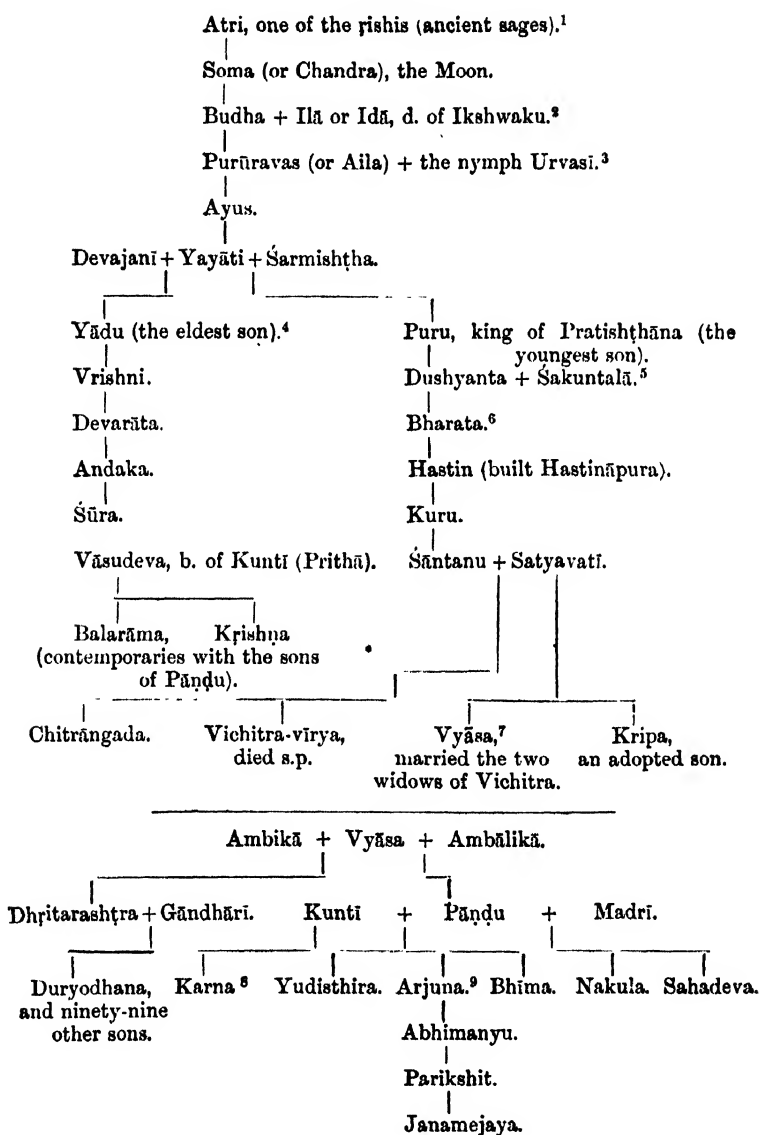 Atri, one of the ṛishis (ancient sages).¹
Soma (or Chandra), the Moon.
Budha + Ilā or Idā, d. of Ikshwaku.²
Purūravas (or Aila) + the nymph Urvasī.³
Ayus.
Devajanī + Yayāti + Śarmishṭha.
Yādu (the eldest son).⁴ Puru, king of Pratishṭhāna (the
youngest son).
Vrishni. Dushyanta + Śakuntalā.⁵
Devarāta. Bharata.⁶
Andaka. Hastin (built Hastināpura).
Śūra. Kuru.
Vāsudeva, b. of Kuntī (Prithā). Śāntanu + Satyavatī.
Balarāma, Kṛishṇa
(contemporaries with the sons
of Pāṇḍu).
Chitrāngada. Vichitra-vīrya, Vyāsa,⁷ Kripa,
died s.p. married the two an adopted son.
widows of Vichitra.
Ambikā + Vyāsa + Ambālikā.
Dhṛitarashṭra + Gāndhārī. Kuntī + Pāṇḍu + Madrī.
Duryodhana, Karna⁸ Yudisthira. Arjuna.⁹ Bhīma. Nakula. Sahadeva.
and ninety-nine
other sons.
Abhimanyu.
Parikshit.
Janamejaya.